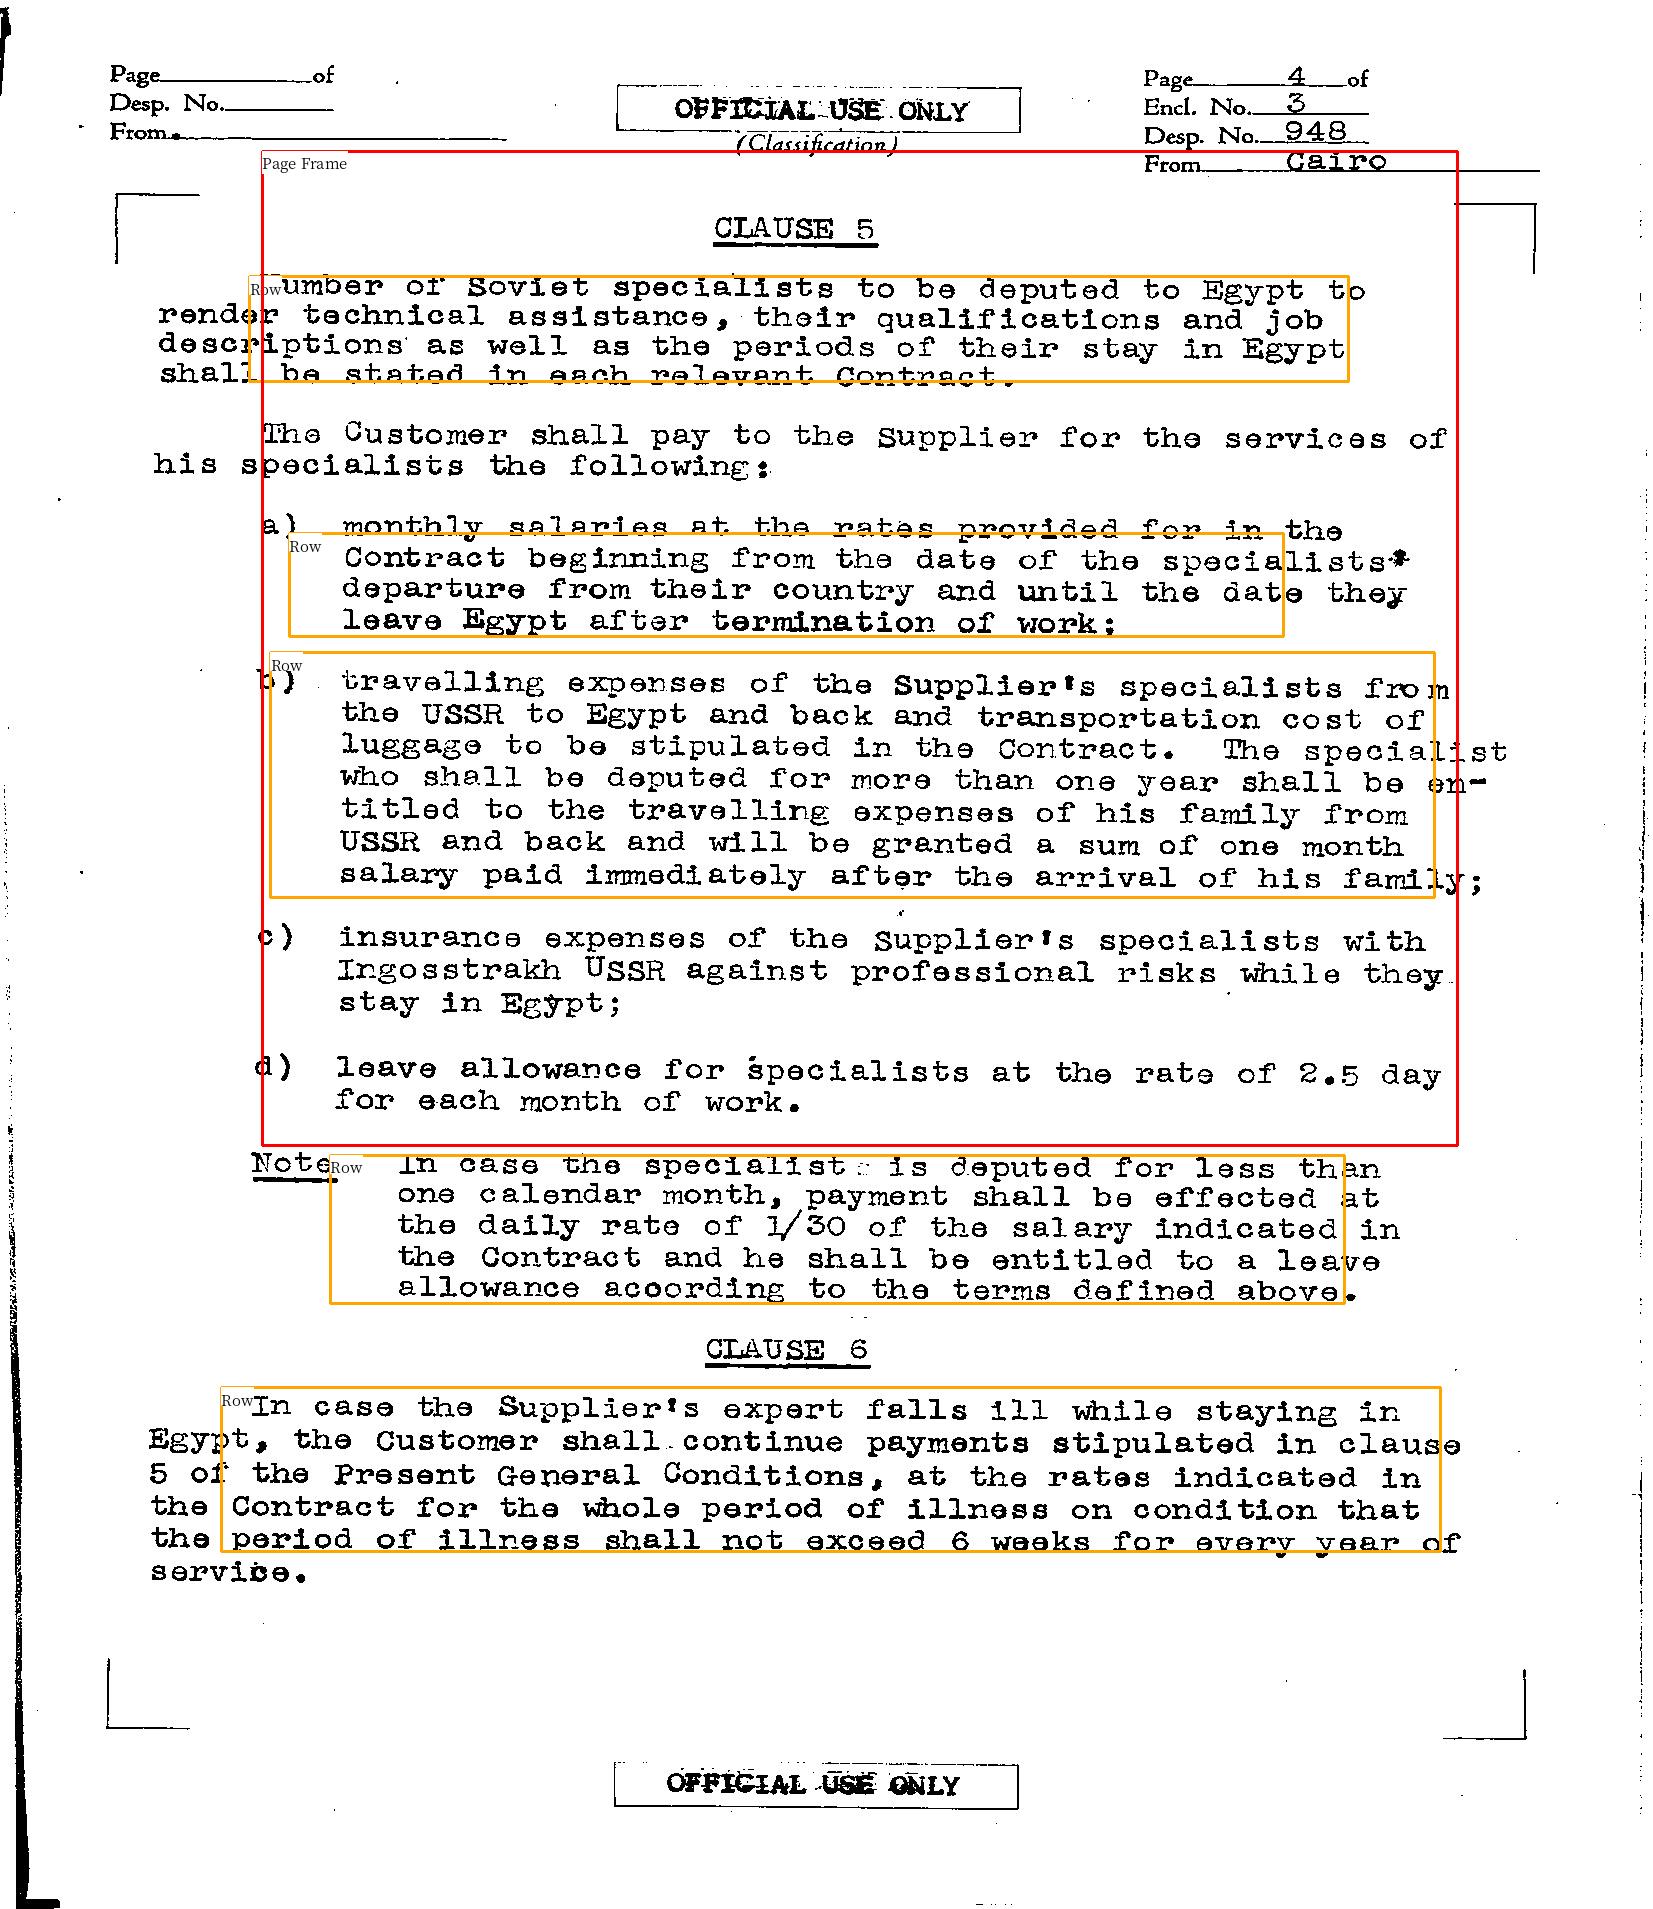 Page of
Desp. No.
From
OFFICIAL USE ONLY
(Classification)
Page 4 of
Encl. No. 3
Desp. No. 948
From Cairo
Page Frame
CLAUSE 5
Row
umber of Soviet specialists to be deputed to Egypt to
render technical assistance, their qualifications and job
descriptions as well as the periods of their stay in Egypt
shall be stated in each relevant Contract.
The Customer shall pay to the Supplier for the services of
his specialists the following:
a) monthly salaries at the rates provided for in the
Row
Contract beginning from the date of the specialists'
departure from their country and until the date they
leave Egypt after termination of work;
Row
b) travelling expenses of the Supplier's specialists from
the USSR to Egypt and back and transportation cost of
luggage to be stipulated in the Contract. The specialist
who shall be deputed for more than one year shall be en-
titled to the travelling expenses of his family from
USSR and back and will be granted a sum of one month
salary paid immediately after the arrival of his family;
c) insurance expenses of the Supplier's specialists with
Ingosstrakh USSR against professional risks while they
stay in Egypt;
d) leave allowance for specialists at the rate of 2.5 day
for each month of work.
Note Row In case the specialist is deputed for less than
one calendar month, payment shall be effected at
the daily rate of 1/30 of the salary indicated in
the Contract and he shall be entitled to a leave
allowance acoording to the terms defined above.
CLAUSE 6
Row In case the Supplier's expert falls ill while staying in
Egypt, the Customer shall continue payments stipulated in clause
5 of the Present General Conditions, at the rates indicated in
the Contract for the whole period of illness on condition that
the period of illness shall not exceed 6 weeks for every year of
service.
OFFICIAL USE ONLY